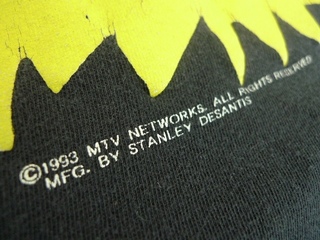 ©1993 MTV NETWORKS. ALL RIGHTS RESERVED
MFG. BY STANLEY DESANTIS